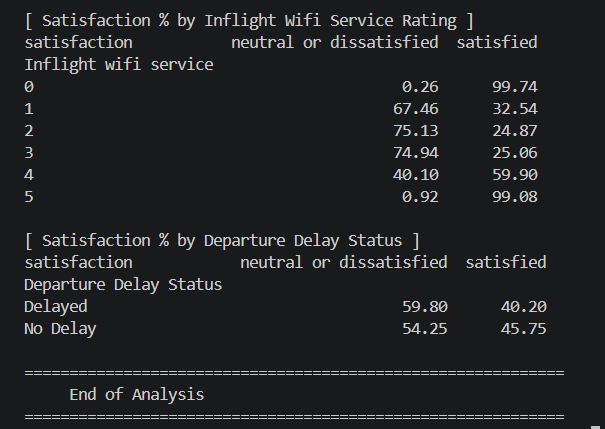 [ Satisfaction % by Inflight Wifi Service Rating ]
satisfaction           neutral or dissatisfied  satisfied
Inflight wifi service
0                                         0.26      99.74
1                                        67.46      32.54
2                                        75.13      24.87
3                                        74.94      25.06
4                                        40.10      59.90
5                                         0.92      99.08
[ Satisfaction % by Departure Delay Status ]
satisfaction            neutral or dissatisfied  satisfied
Departure Delay Status
Delayed                                   59.80      40.20
No Delay                                  54.25      45.75
============================================================
     End of Analysis
============================================================